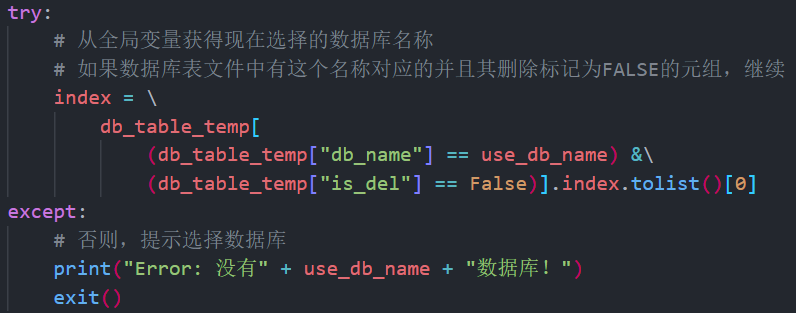 try:
    # 从全局变量获得现在选择的数据库名称
    # 如果数据库表文件中有这个名称对应的并且其删除标记为FALSE的元组，继续
    index = \
        db_table_temp[
            (db_table_temp["db_name"] == use_db_name) &\
            (db_table_temp["is_del"] == False)].index.tolist()[0]
except:
    # 否则，提示选择数据库
    print("Error: 没有" + use_db_name + "数据库！")
    exit()